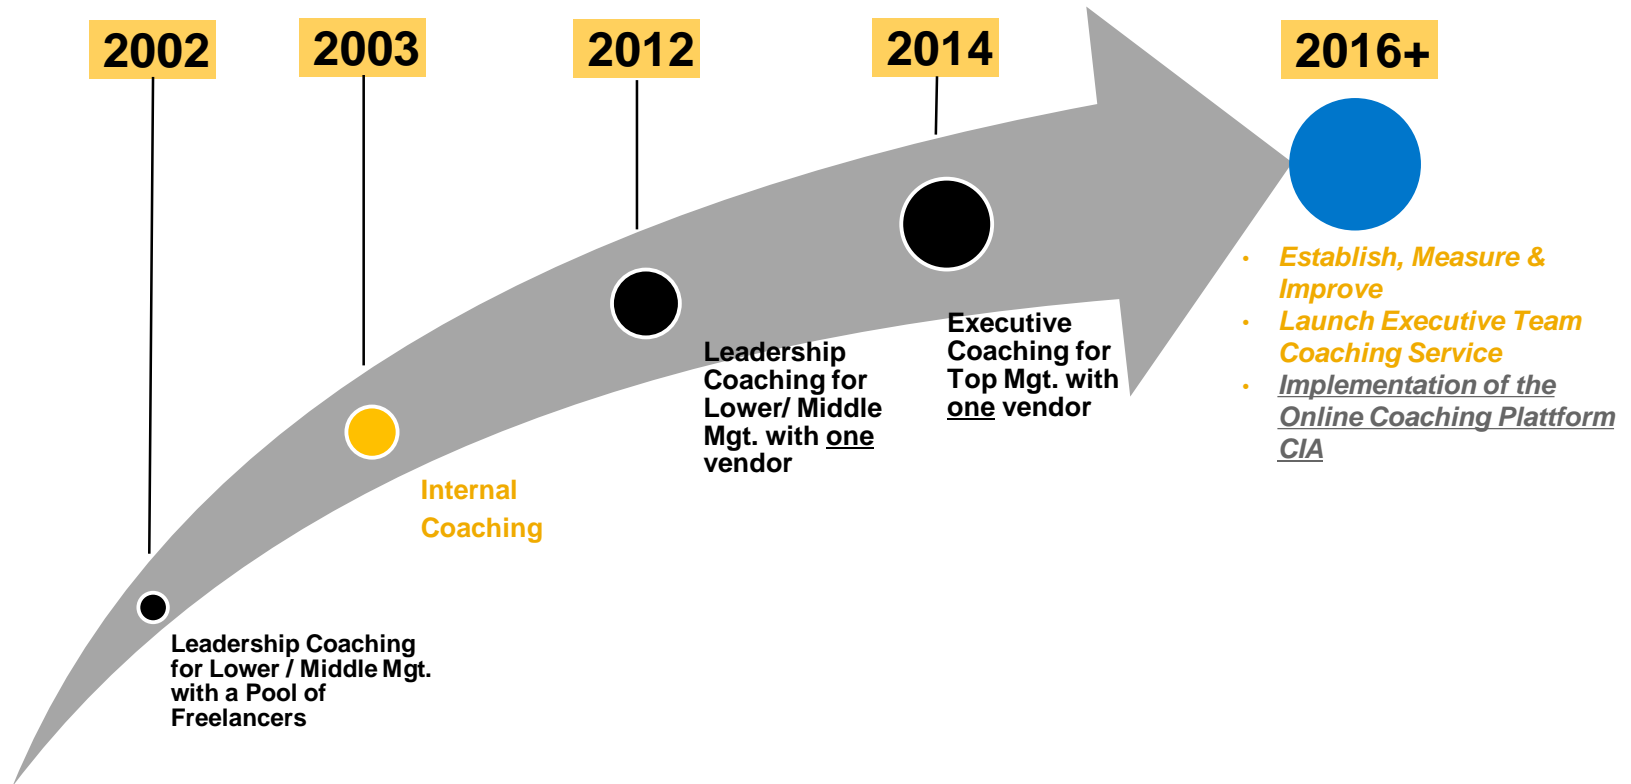 2002
2003
2012
2014
2016+
Leadership Coaching
for Lower / Middle Mgt.
with a Pool of
Freelancers
Internal
Coaching
Leadership
Coaching for
Lower/ Middle
Mgt. with one
vendor
Executive
Coaching for
Top Mgt. with
one vendor
• Establish, Measure &
Improve
• Launch Executive Team
Coaching Service
• Implementation of the
Online Coaching Plattform
CIA